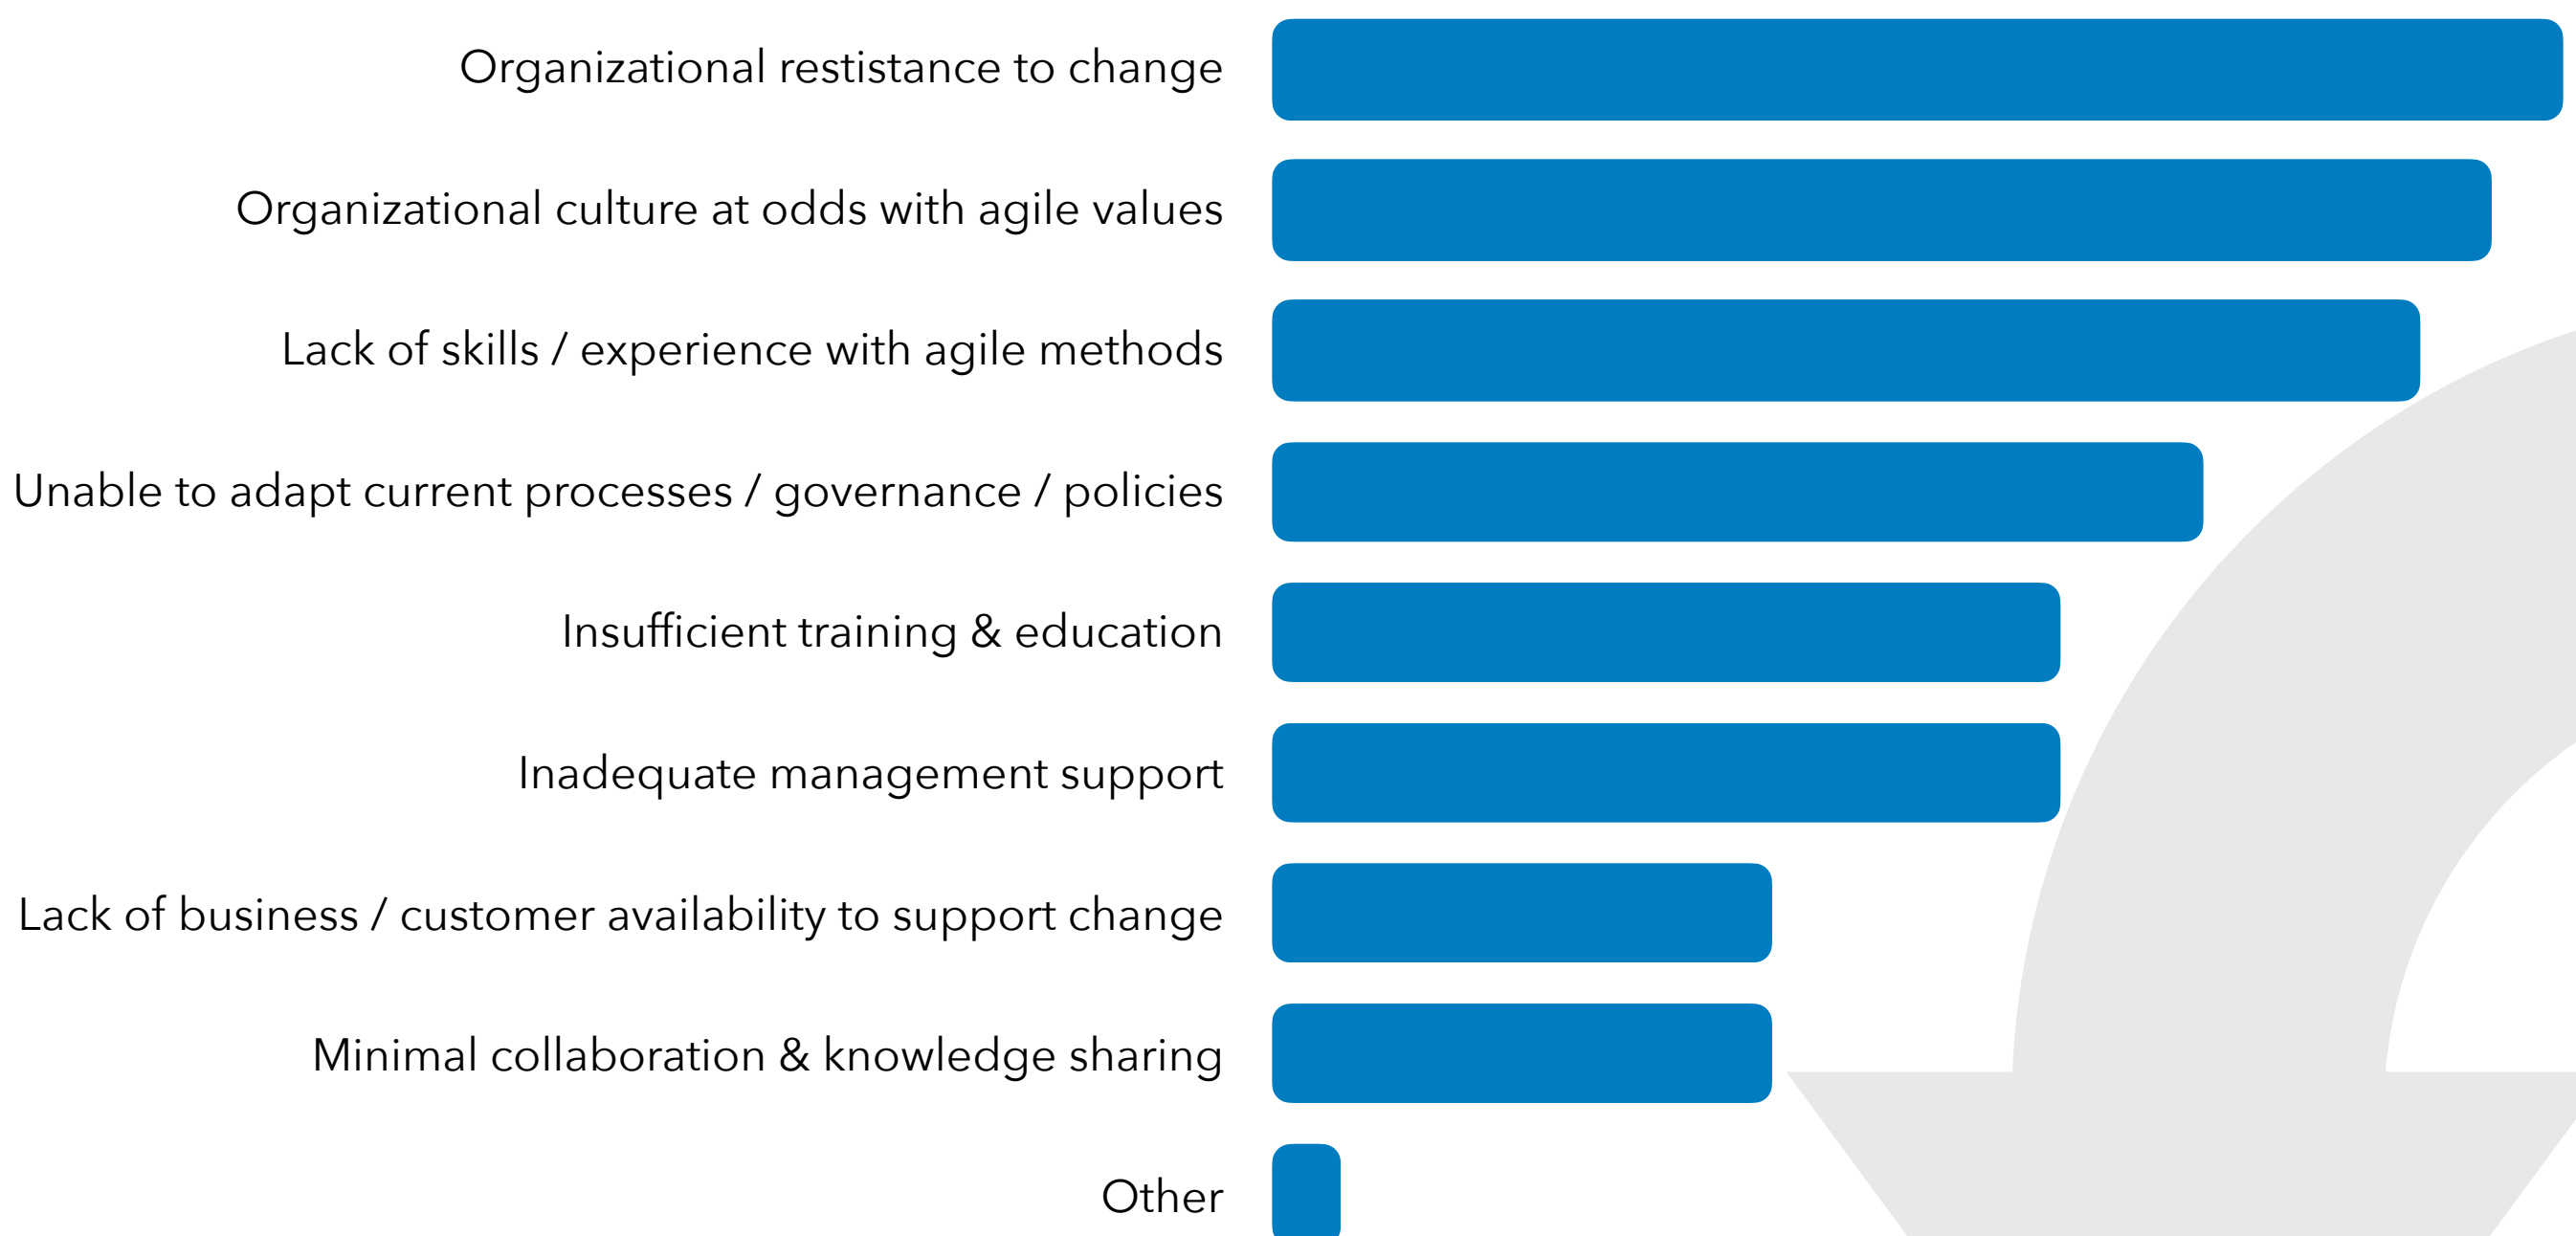 Organizational restistance to change
Organizational culture at odds with agile values
Lack of skills / experience with agile methods
Unable to adapt current processes / governance / policies
Insufficient training & education
Inadequate management support
Lack of business / customer availability to support change
Minimal collaboration & knowledge sharing
Other